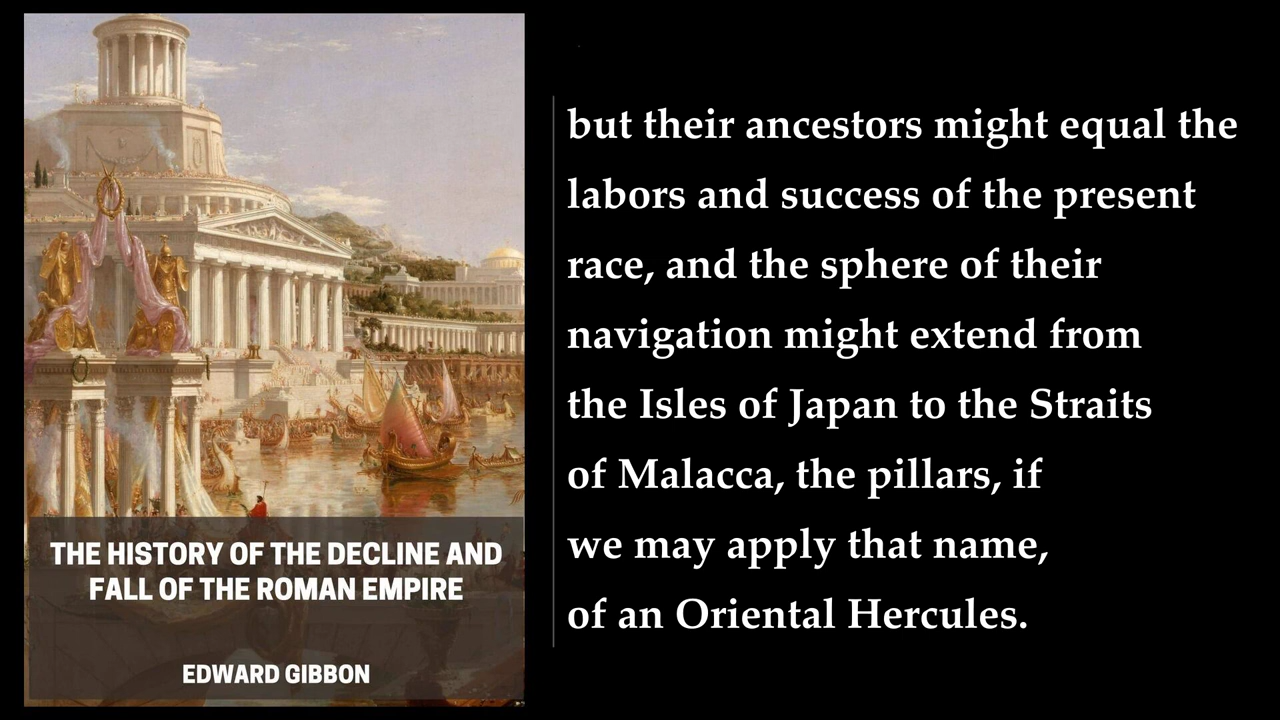 THE HISTORY OF THE DECLINE AND
FALL OF THE ROMAN EMPIRE
EDWARD GIBBON
but their ancestors might equal the
labors and success of the present
race, and the sphere of their
navigation might extend from
the Isles of Japan to the Straits
of Malacca, the pillars, if
we may apply that name,
of an Oriental Hercules.